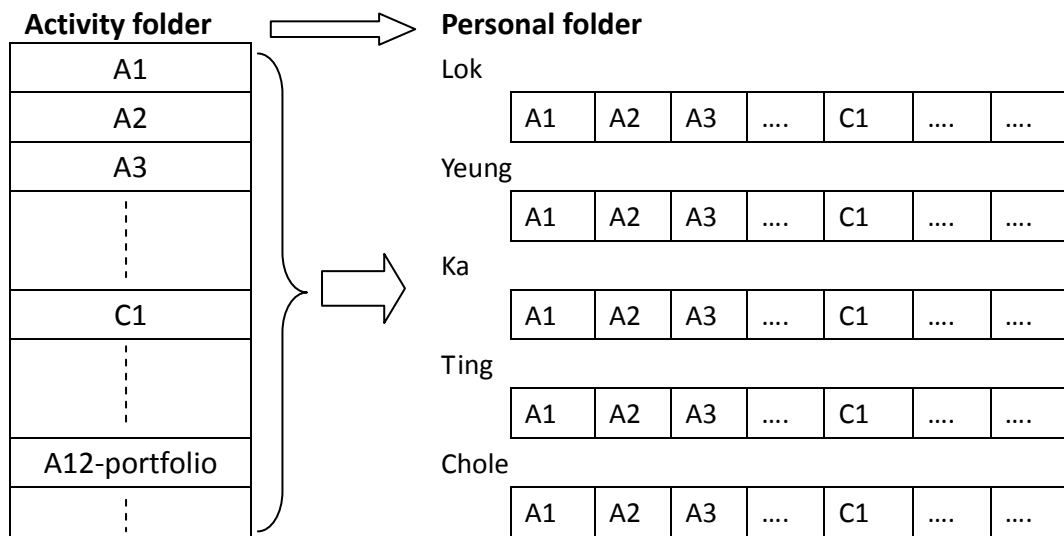 Activity folder
A1
A2
A3
C1
A12-portfolio
Personal folder
Lok
A1 A2 A3 .... C1 .... ....
Yeung
A1 A2 A3 .... C1 .... ....
Ka
A1 A2 A3 .... C1 .... ....
Ting
A1 A2 A3 .... C1 .... ....
Chole
A1 A2 A3 .... C1 .... ....